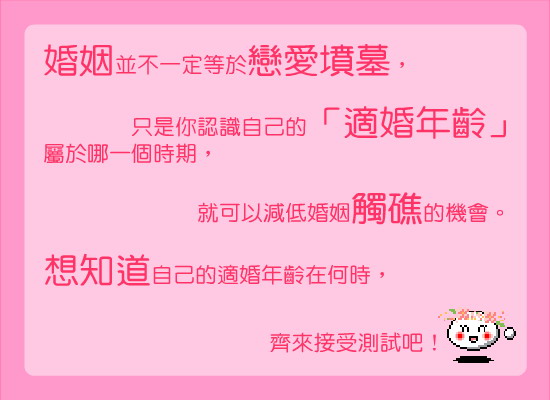 婚姻並不一定等於戀愛墳墓，
只是你認識自己的「適婚年齡」
屬於哪一個時期，
就可以減低婚姻觸礁的機會。
想知道自己的適婚年齡在何時，
齊來接受測試吧！